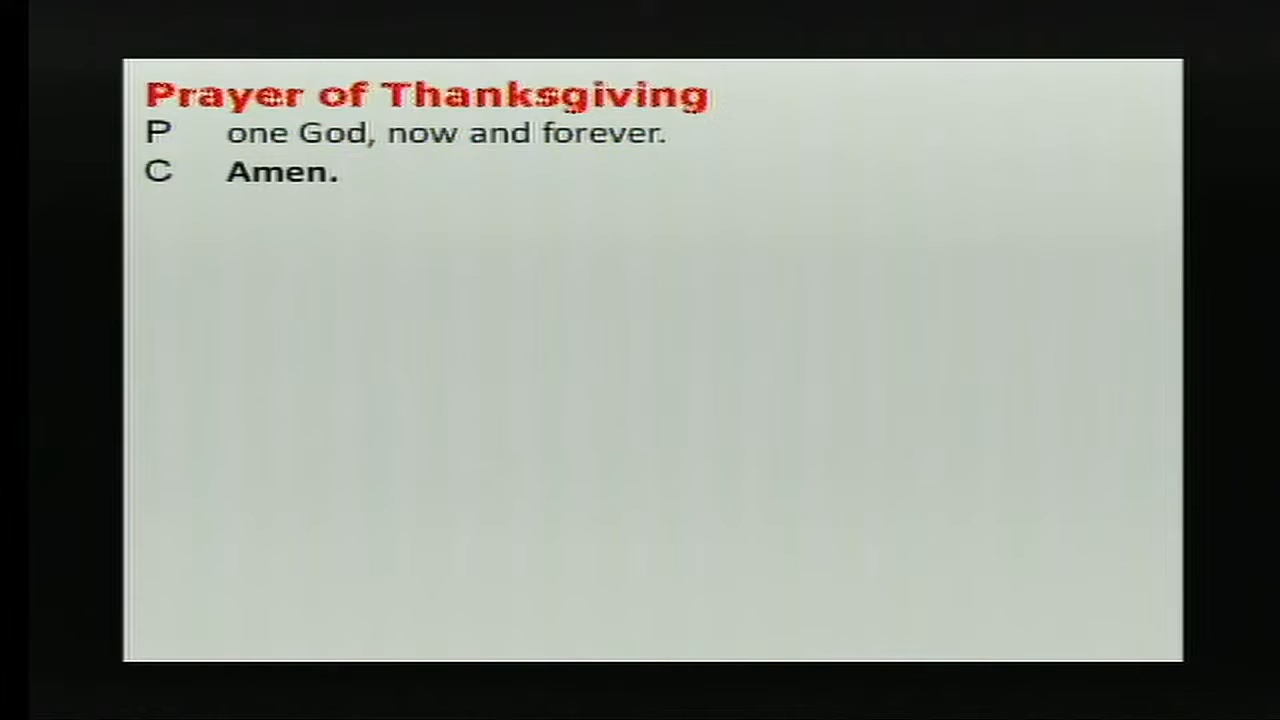 Prayer of Thanksgiving
P one God, now and forever.
C Amen.